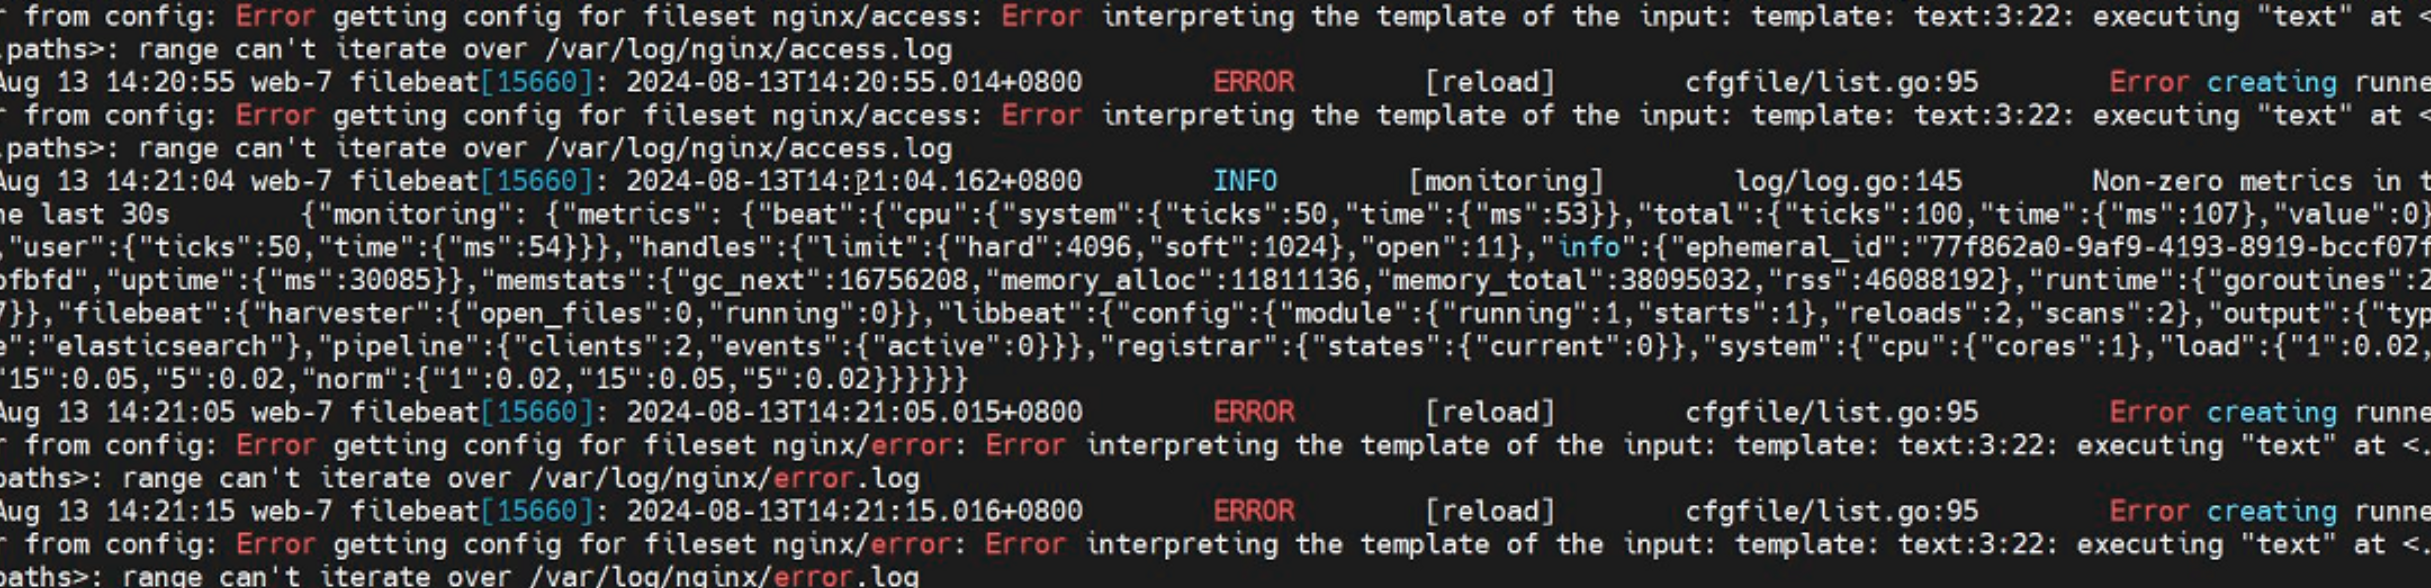 r from config: Error getting config for fileset nginx/access: Error interpreting the template of the input: template: text:3:22: executing "text" at <
.paths>: range can't iterate over /var/log/nginx/access.log
Aug 13 14:20:55 web-7 filebeat[15660]: 2024-08-13T14:20:55.014+0800 ERROR [reload] cfgfile/list.go:95 Error creating runne
r from config: Error getting config for fileset nginx/access: Error interpreting the template of the input: template: text:3:22: executing "text" at <
.paths>: range can't iterate over /var/log/nginx/access.log
Aug 13 14:21:04 web-7 filebeat[15660]: 2024-08-13T14:21:04.162+0800 INFO [monitoring] log/log.go:145 Non-zero metrics in t
he last 30s {"monitoring": {"metrics": {"beat":{"cpu":{"system":{"ticks":50,"time":{"ms":53}},"total":{"ticks":100,"time":{"ms":107},"value":0}
,"user":{"ticks":50,"time":{"ms":54}}},"handles":{"limit":{"hard":4096,"soft":1024},"open":11},"info":{"ephemeral_id":"77f862a0-9af9-4193-8919-bccf07f
bfbfd","uptime":{"ms":30085}},"memstats":{"gc_next":16756208,"memory_alloc":11811136,"memory_total":38095032,"rss":46088192},"runtime":{"goroutines":2
7}},"filebeat":{"harvester":{"open_files":0,"running":0}},"libbeat":{"config":{"module":{"running":1,"starts":1},"reloads":2,"scans":2},"output":{"typ
e":"elasticsearch"},"pipeline":{"clients":2,"events":{"active":0}}},"registrar":{"states":{"current":0}},"system":{"cpu":{"cores":1},"load":{"1":0.02,
"15":0.05,"5":0.02,"norm":{"1":0.02,"15":0.05,"5":0.02}}}}}}
Aug 13 14:21:05 web-7 filebeat[15660]: 2024-08-13T14:21:05.015+0800 ERROR [reload] cfgfile/list.go:95 Error creating runne
r from config: Error getting config for fileset nginx/error: Error interpreting the template of the input: template: text:3:22: executing "text" at <.
paths>: range can't iterate over /var/log/nginx/error.log
Aug 13 14:21:15 web-7 filebeat[15660]: 2024-08-13T14:21:15.016+0800 ERROR [reload] cfgfile/list.go:95 Error creating runne
r from config: Error getting config for fileset nginx/error: Error interpreting the template of the input: template: text:3:22: executing "text" at <.
paths>: range can't iterate over /var/log/nginx/error.log